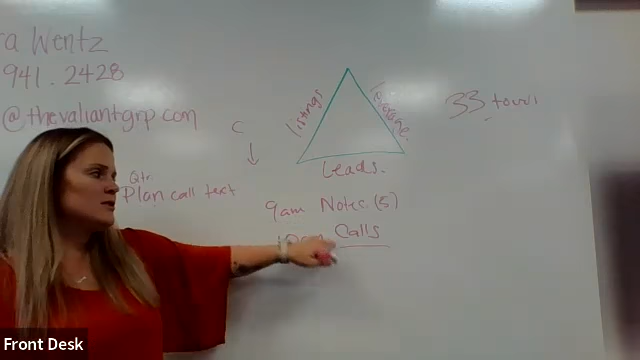 a Wentz
941.2428
@thevaliantgrp.com
C
listings
Leverage.
Leads.
33 tours
Qtr
Plan call text
9am Notes (5)
Calls
Front Desk